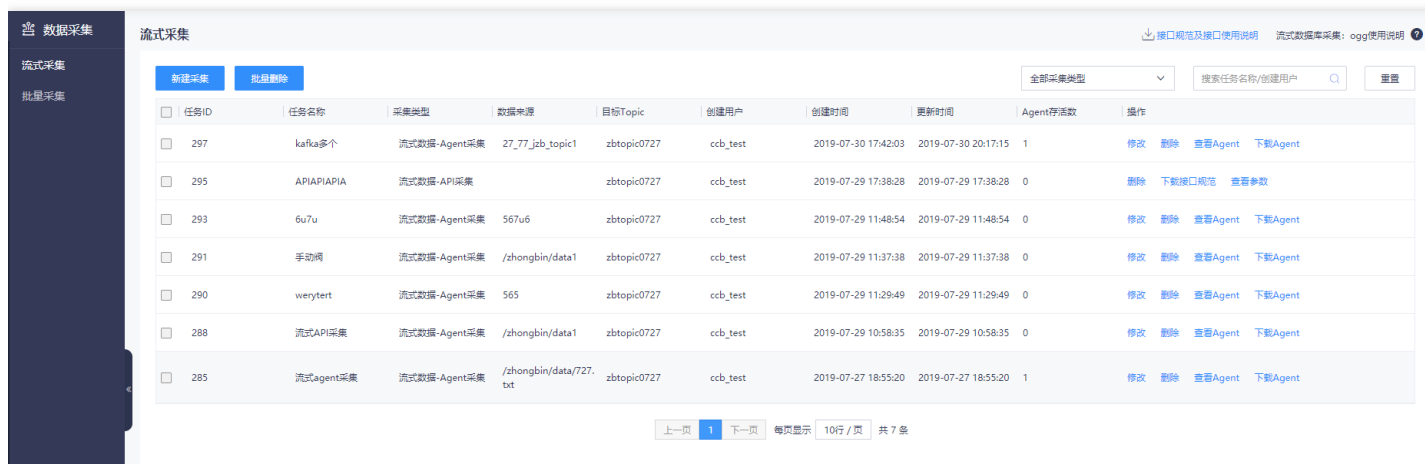 数据采集
流式采集
批量采集
流式采集
接口规范及接口使用说明 流式数据库采集：ogg使用说明 ?
新建采集 批量删除 全部采集类型 搜索任务名称/创建用户 重置
任务ID 任务名称 采集类型 数据来源 目标Topic 创建用户 创建时间 更新时间 Agent存活数 操作
297 kafka多个 流式数据-Agent采集 27_77_jzb_topic1 zbtopic0727 ccb_test 2019-07-30 17:42:03 2019-07-30 20:17:15 1 修改 删除 查看Agent 下载Agent
295 APIAPIAPIA 流式数据-API采集 zbtopic0727 ccb_test 2019-07-29 17:38:28 2019-07-29 17:38:28 0 删除 下载接口规范 查看参数
293 6u7u 流式数据-Agent采集 567u6 zbtopic0727 ccb_test 2019-07-29 11:48:54 2019-07-29 11:48:54 0 修改 删除 查看Agent 下载Agent
291 手动阀 流式数据-Agent采集 /zhongbin/data1 zbtopic0727 ccb_test 2019-07-29 11:37:38 2019-07-29 11:37:38 0 修改 删除 查看Agent 下载Agent
290 werytert 流式数据-Agent采集 565 zbtopic0727 ccb_test 2019-07-29 11:29:49 2019-07-29 11:29:49 0 修改 删除 查看Agent 下载Agent
288 流式API采集 流式数据-Agent采集 /zhongbin/data1 zbtopic0727 ccb_test 2019-07-29 10:58:35 2019-07-29 10:58:35 0 修改 删除 查看Agent 下载Agent
285 流式agent采集 流式数据-Agent采集 /zhongbin/data/727.txt zbtopic0727 ccb_test 2019-07-27 18:55:20 2019-07-27 18:55:20 1 修改 删除 查看Agent 下载Agent
上一页 1 下一页 每页显示 10行 / 页 共 7 条